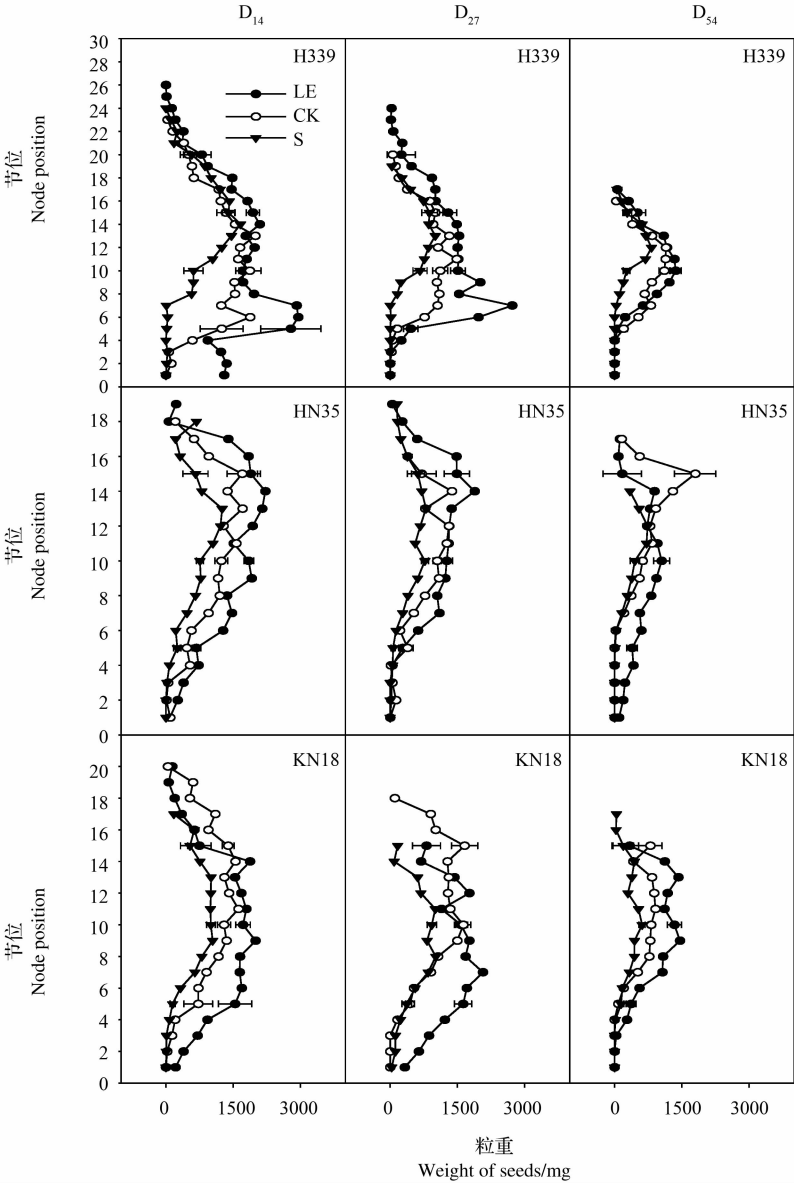 D14 D27 D54
30 H339 H339 H339
28
26
24
22
20
18
16
14
12
10
8
6
4
2
0
LE
CK
S
节位
Node position
HN35 HN35 HN35
18
16
14
12
10
8
6
4
2
0
节位
Node position
KN18 KN18 KN18
20
18
16
14
12
10
8
6
4
2
0
节位
Node position
0 1500 3000 0 1500 3000 0 1500 3000
粒重
Weight of seeds/mg